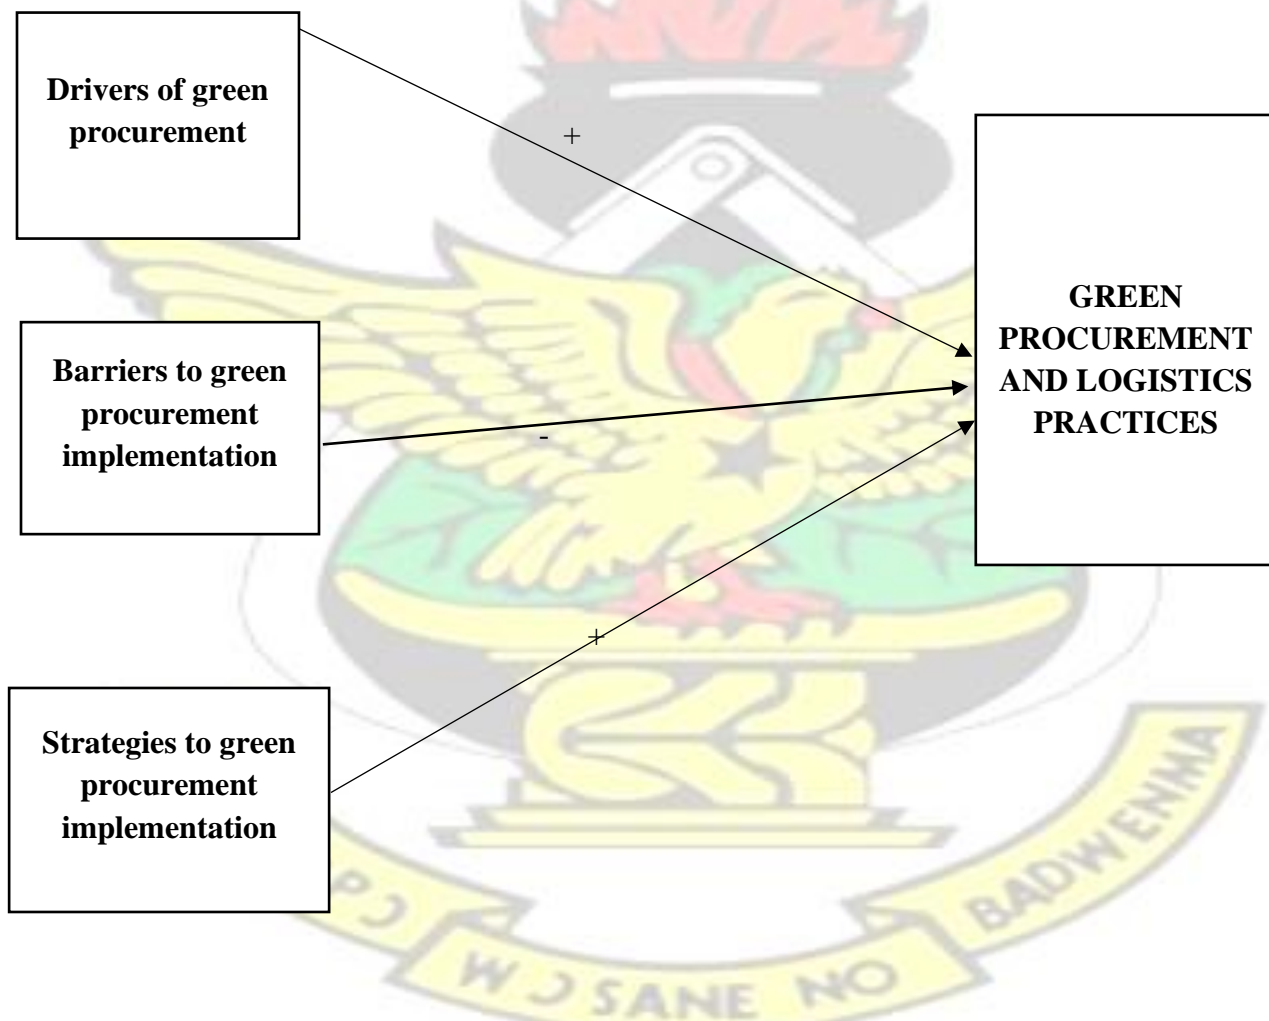 Drivers of green
procurement
+
Barriers to green
procurement
implementation
-
Strategies to green
procurement
implementation
+
GREEN
PROCUREMENT
AND LOGISTICS
PRACTICES
PƆ
W Ɔ SANE NO
BADWENMA